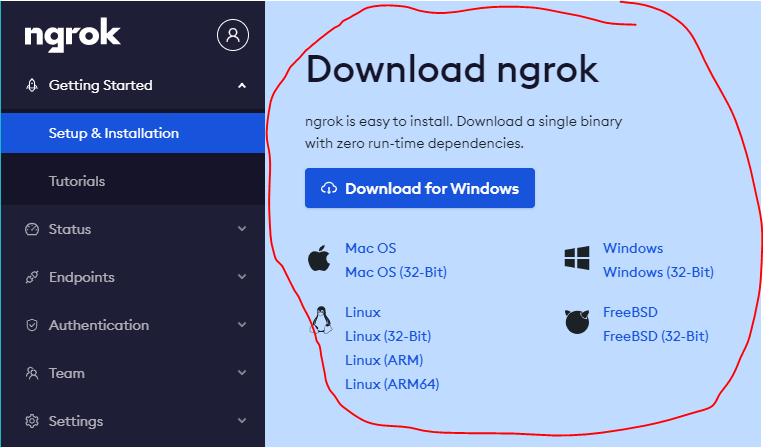 ngrok
Getting Started
Setup & Installation
Tutorials
Status
Endpoints
Authentication
Team
Settings
Download ngrok
ngrok is easy to install. Download a single binary
with zero run-time dependencies.
Download for Windows
Mac OS
Mac OS (32-Bit)
Windows
Windows (32-Bit)
Linux
Linux (32-Bit)
Linux (ARM)
Linux (ARM64)
FreeBSD
FreeBSD (32-Bit)